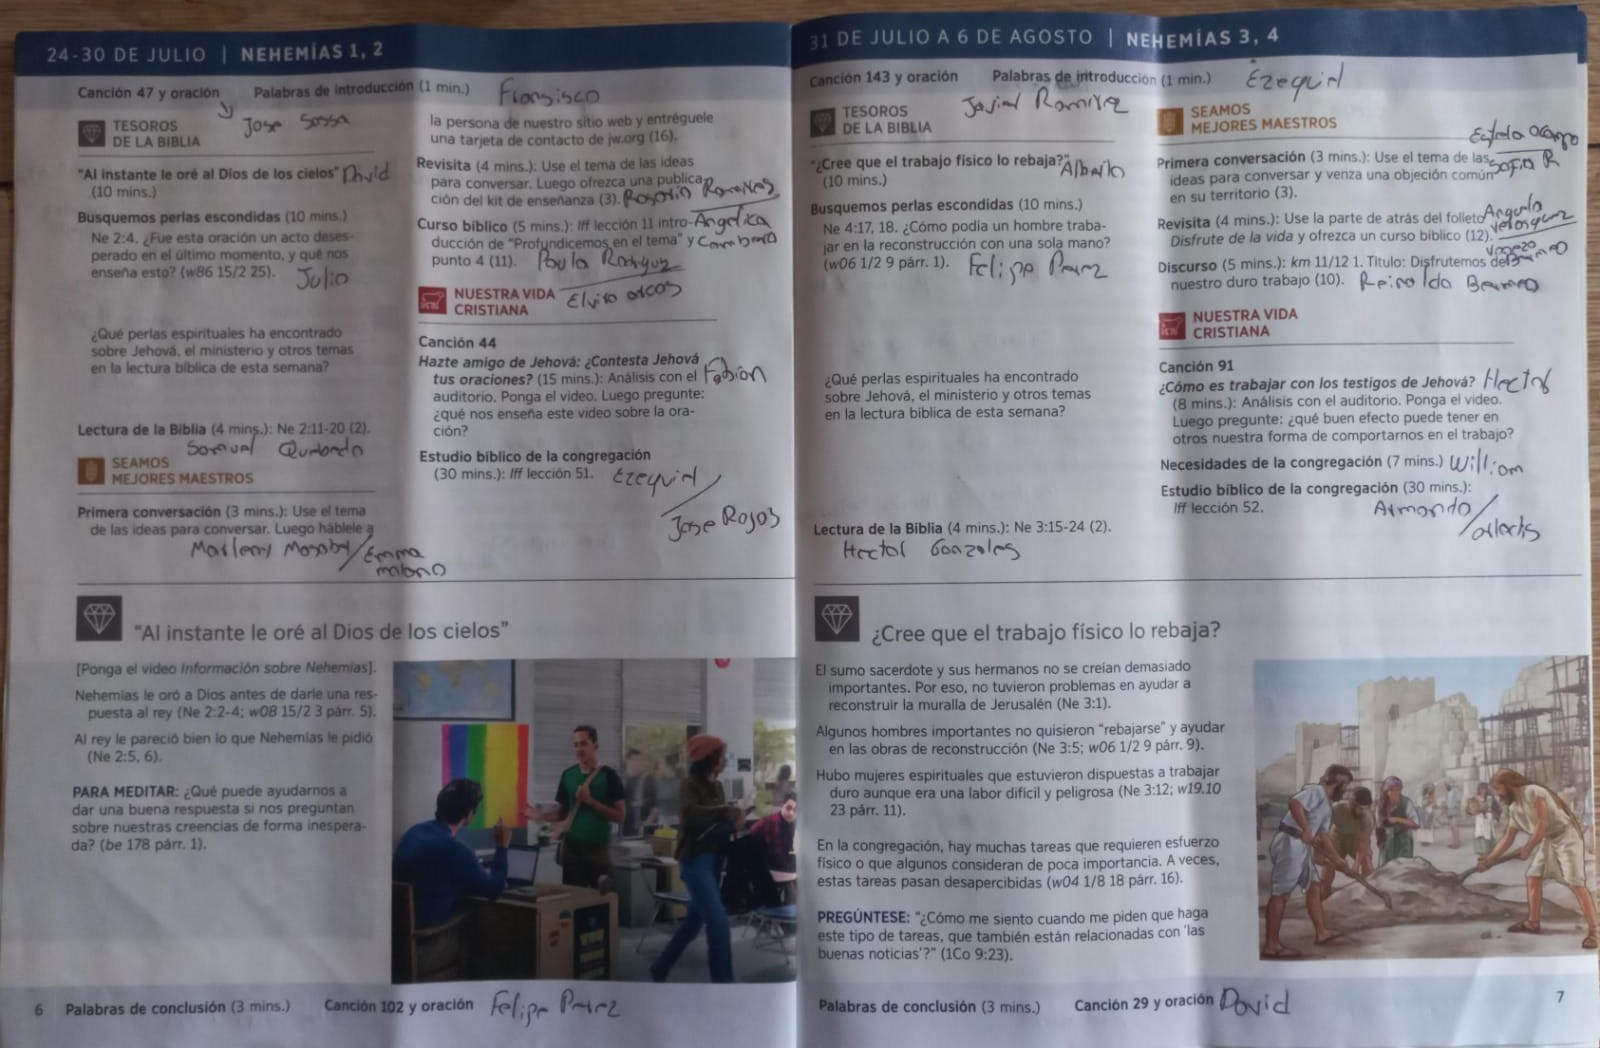 24-30 DE JULIO | NEHEMÍAS 1, 2
Canción 47 y oración Palabras de introducción (1 min.) Fransisco
Jose Sossa
TESOROS
DE LA BIBLIA
"Al instante le oré al Dios de los cielos" David
(10 mins.)
Busquemos perlas escondidas (10 mins.)
Ne 2:4. ¿Fue esta oración un acto deses-
perado en el último momento, y qué nos
enseña esto? (w86 15/2 25). Julio
¿Qué perlas espirituales ha encontrado
sobre Jehová, el ministerio y otros temas
en la lectura bíblica de esta semana?
Lectura de la Biblia (4 mins.): Ne 2:11-20 (2).
Samuel
SEAMOS
MEJORES MAESTROS
Primera conversación (3 mins.): Use el tema
de las ideas para conversar. Luego háblele a
Marleny / Emma
la persona de nuestro sitio web y entréguele
una tarjeta de contacto de jw.org (16).
Revisita (4 mins.): Use el tema de las ideas
para conversar. Luego ofrezca una publica-
ción del kit de enseñanza (3). Rosario
Curso bíblico (5 mins.): lff lección 11 intro- Angelica
ducción de "Profundicemos en el tema" y
punto 4 (11). Paula
NUESTRA VIDA
CRISTIANA
Elvira
Canción 44
Hazte amigo de Jehová: ¿Contesta Jehová
tus oraciones? (15 mins.): Análisis con el Fabian
auditorio. Ponga el video. Luego pregunte:
¿qué nos enseña este video sobre la ora-
ción?
Estudio bíblico de la congregación
(30 mins.): lff lección 51. Ezequiel /
Jose Rojas
"Al instante le oré al Dios de los cielos"
[Ponga el video Información sobre Nehemías].
Nehemías le oró a Dios antes de darle una res-
puesta al rey (Ne 2:2-4; w08 15/2 3 párr. 5).
Al rey le pareció bien lo que Nehemías le pidió
(Ne 2:5, 6).
PARA MEDITAR: ¿Qué puede ayudarnos a
dar una buena respuesta si nos preguntan
sobre nuestras creencias de forma inespera-
da? (be 178 párr. 1).
6 Palabras de conclusión (3 mins.) Canción 102 y oración Felipe Perez
31 DE JULIO A 6 DE AGOSTO | NEHEMÍAS 3, 4
Canción 143 y oración Palabras de introducción (1 min.) Ezequiel
Javier Ramirez
TESOROS
DE LA BIBLIA
"¿Cree que el trabajo físico lo rebaja?" Alberto
(10 mins.)
Busquemos perlas escondidas (10 mins.)
Ne 4:17, 18. ¿Cómo podía un hombre traba-
jar en la reconstrucción con una sola mano?
(w06 1/2 9 párr. 1). Felipe Perez
¿Qué perlas espirituales ha encontrado
sobre Jehová, el ministerio y otros temas
en la lectura bíblica de esta semana?
Lectura de la Biblia (4 mins.): Ne 3:15-24 (2).
Hector Gonzales
SEAMOS
MEJORES MAESTROS
Primera conversación (3 mins.): Use el tema de las
ideas para conversar y venza una objeción común
en su territorio (3).
Revisita (4 mins.): Use la parte de atrás del folleto
Disfrute de la vida y ofrezca un curso bíblico (12).
Discurso (5 mins.): km 11/12 1. Título: Disfrutemos de
nuestro duro trabajo (10).
NUESTRA VIDA
CRISTIANA
Canción 91
¿Cómo es trabajar con los testigos de Jehová? Hector
(8 mins.): Análisis con el auditorio. Ponga el video.
Luego pregunte: ¿qué buen efecto puede tener en
otros nuestra forma de comportarnos en el trabajo?
Necesidades de la congregación (7 mins.) William
Estudio bíblico de la congregación (30 mins.):
lff lección 52. Armando /
¿Cree que el trabajo físico lo rebaja?
El sumo sacerdote y sus hermanos no se creían demasiado
importantes. Por eso, no tuvieron problemas en ayudar a
reconstruir la muralla de Jerusalén (Ne 3:1).
Algunos hombres importantes no quisieron "rebajarse" y ayudar
en las obras de reconstrucción (Ne 3:5; w06 1/2 9 párr. 9).
Hubo mujeres espirituales que estuvieron dispuestas a trabajar
duro aunque era una labor difícil y peligrosa (Ne 3:12; w19.10
23 párr. 11).
En la congregación, hay muchas tareas que requieren esfuerzo
físico o que algunos consideran de poca importancia. A veces,
estas tareas pasan desapercibidas (w04 1/8 18 párr. 16).
PREGÚNTESE: "¿Cómo me siento cuando me piden que haga
este tipo de tareas, que también están relacionadas con 'las
buenas noticias'?" (1Co 9:23).
Palabras de conclusión (3 mins.) Canción 29 y oración David
7